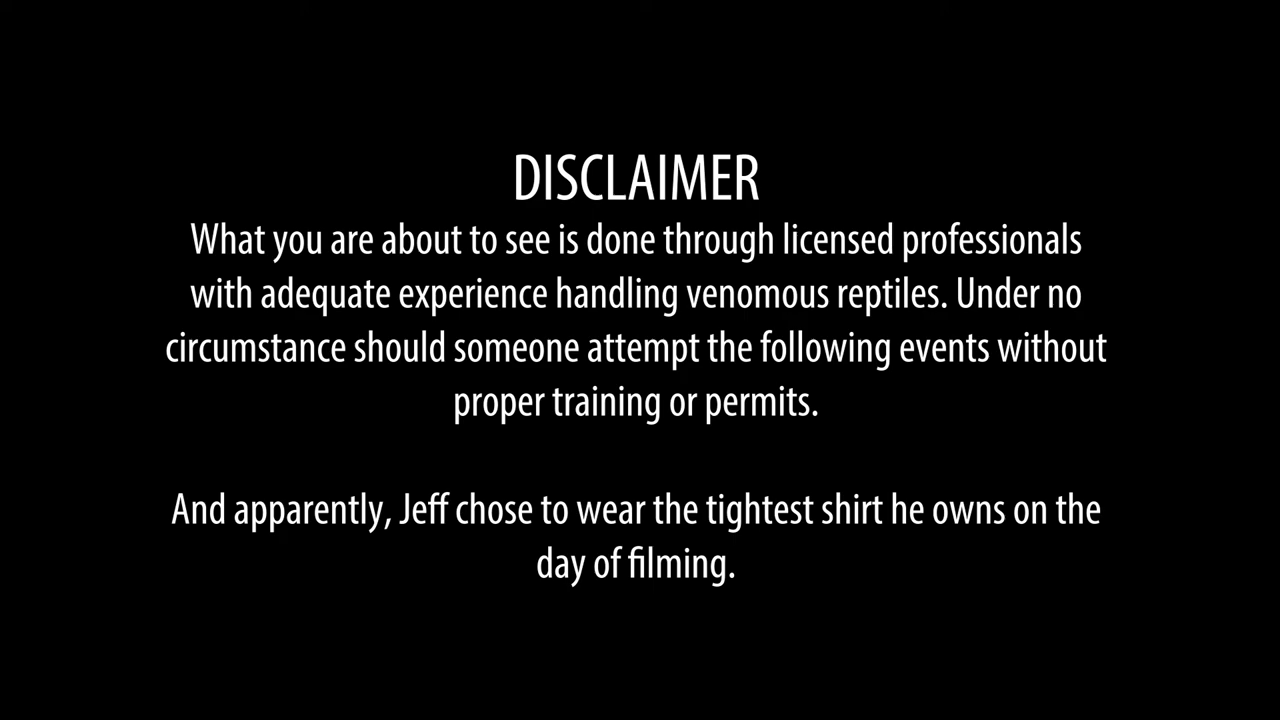 DISCLAIMER
What you are about to see is done through licensed professionals
with adequate experience handling venomous reptiles. Under no
circumstance should someone attempt the following events without
proper training or permits.
And apparently, Jeff chose to wear the tightest shirt he owns on the
day of filming.